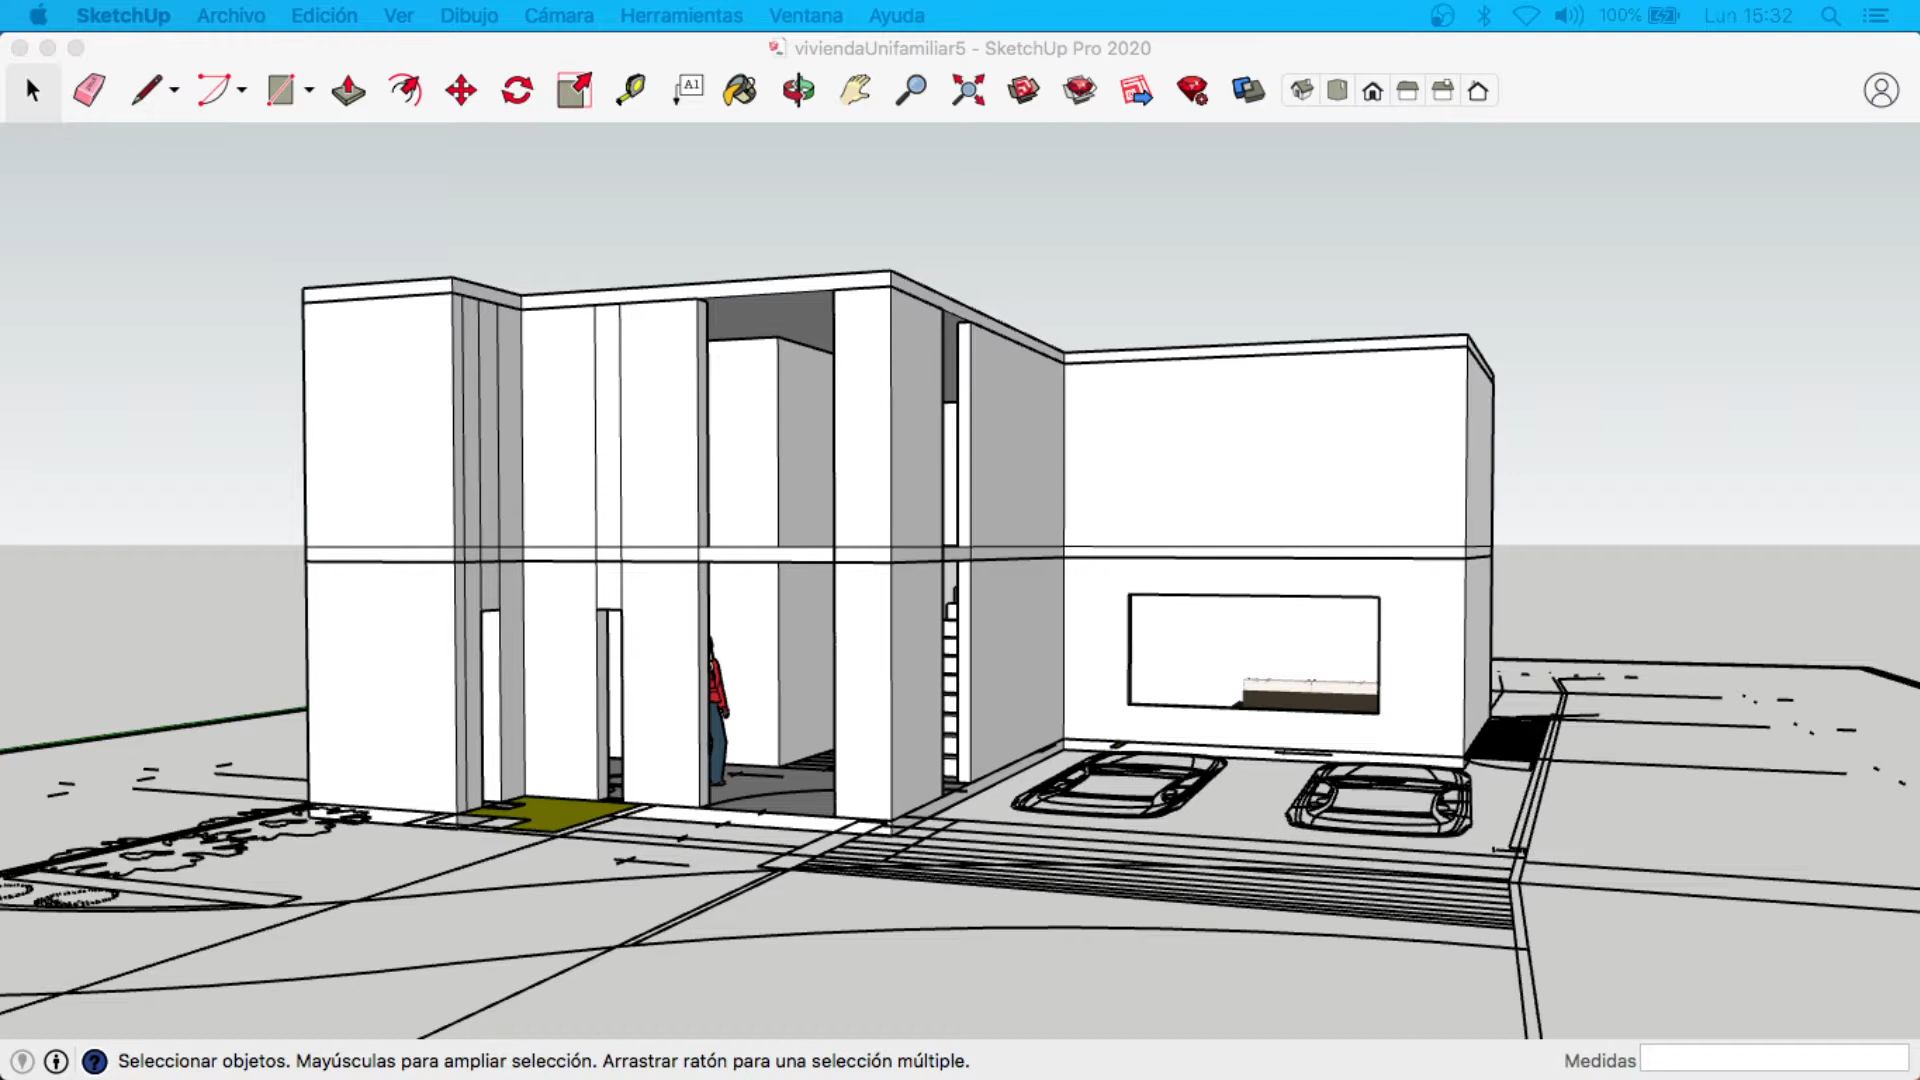 SketchUp Archivo Edición Ver Dibujo Cámara Herramientas Ventana Ayuda 100% Lun 15:32
viviendaUnifamiliar5 - SketchUp Pro 2020
A1
Seleccionar objetos. Mayúsculas para ampliar selección. Arrastrar ratón para una selección múltiple. Medidas